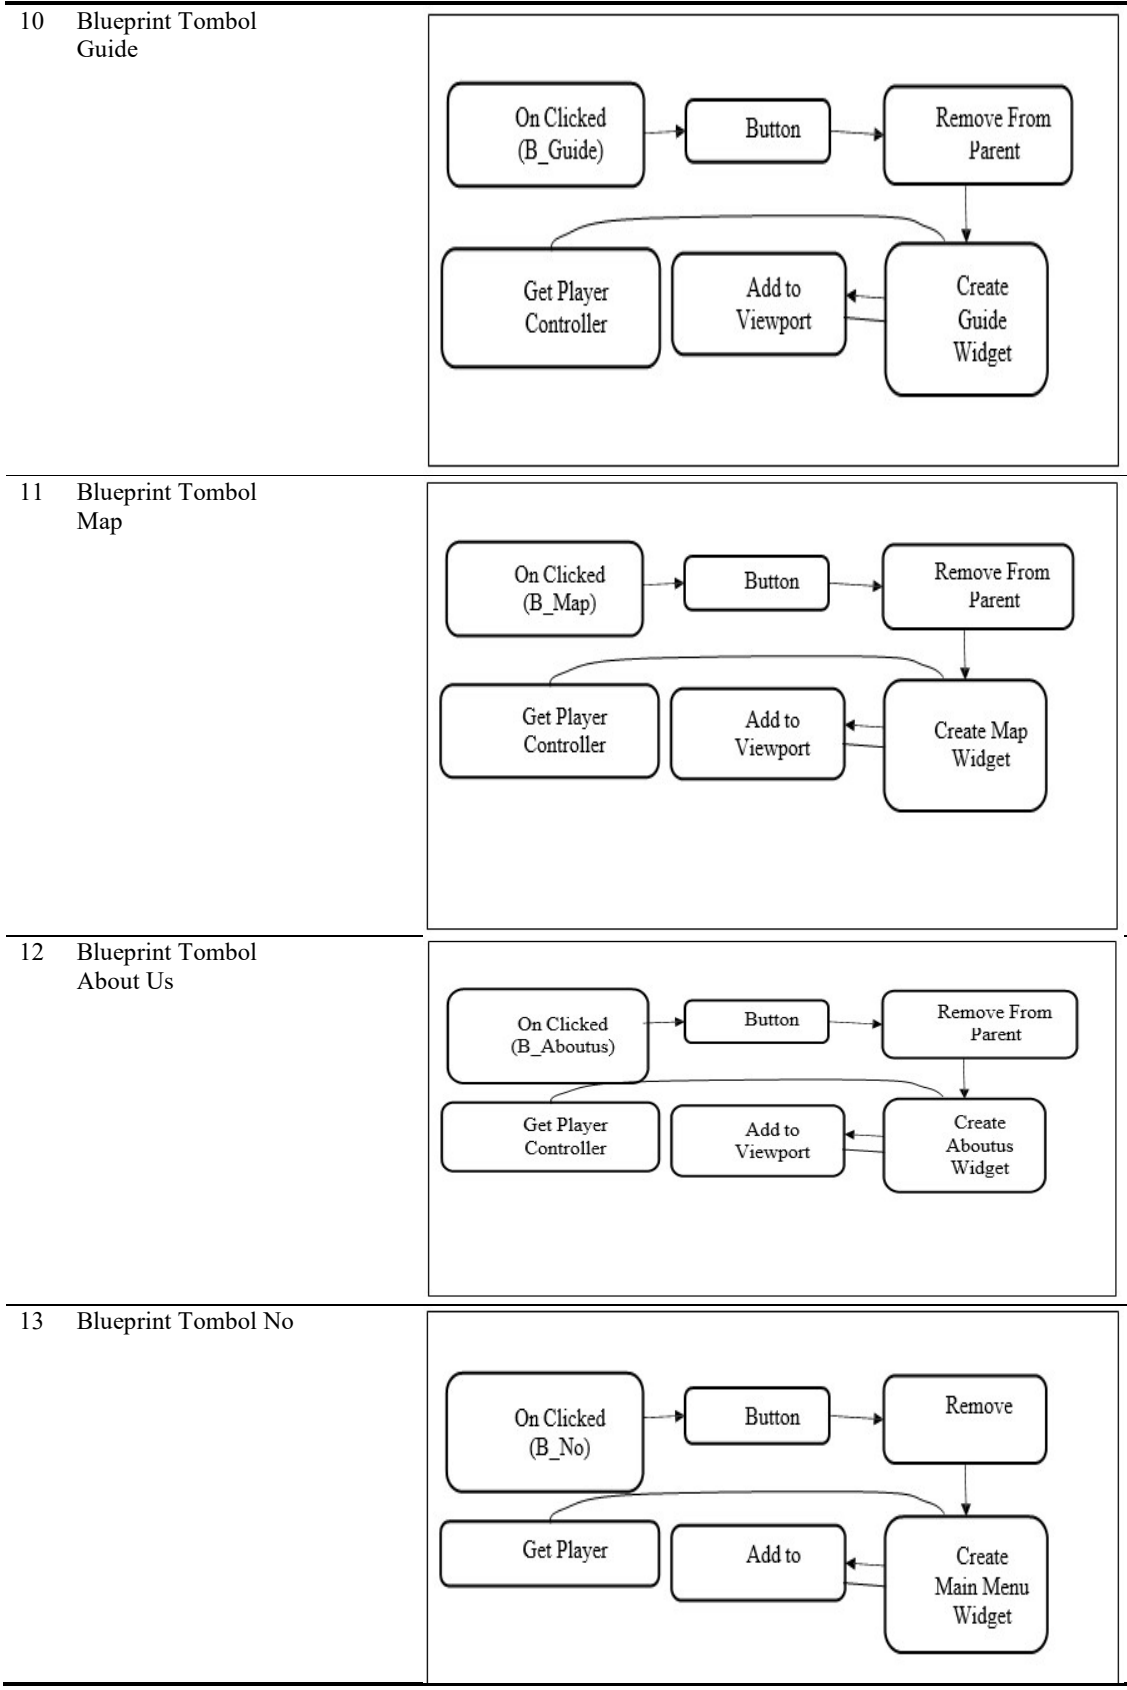 10 Blueprint Tombol
Guide
On Clicked
(B_Guide)
Button
Remove From
Parent
Get Player
Controller
Add to
Viewport
Create
Guide
Widget
11 Blueprint Tombol
Map
On Clicked
(B_Map)
Button
Remove From
Parent
Get Player
Controller
Add to
Viewport
Create Map
Widget
12 Blueprint Tombol
About Us
On Clicked
(B_Aboutus)
Button
Remove From
Parent
Get Player
Controller
Add to
Viewport
Create
Aboutus
Widget
13 Blueprint Tombol No
On Clicked
(B_No)
Button
Remove
Get Player
Add to
Create
Main Menu
Widget